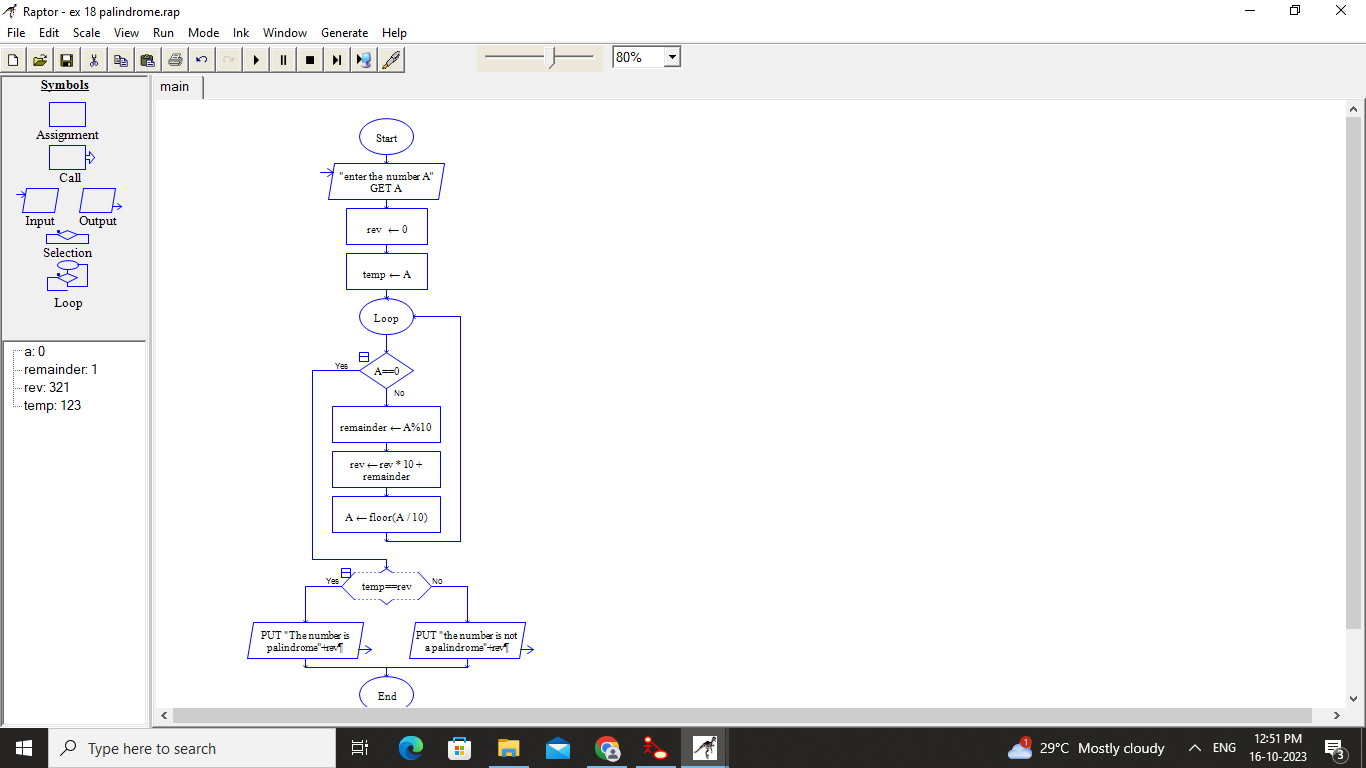 Raptor - ex 18 palindrome.rap
File Edit Scale View Run Mode Ink Window Generate Help
80%
Symbols
Assignment
Call
Input Output
Selection
Loop
a: 0
remainder: 1
rev: 321
temp: 123
main
Start
"enter the number A"
GET A
rev ← 0
temp ← A
Loop
Yes
A==0
No
remainder ← A%10
rev ← rev * 10 +
remainder
A ← floor(A / 10)
Yes
temp==rev
No
PUT "The number is
palindrome"+rev¶
PUT "the number is not
a palindrome"+rev¶
End
Type here to search
1
29°C Mostly cloudy
ENG
12:51 PM
16-10-2023
3